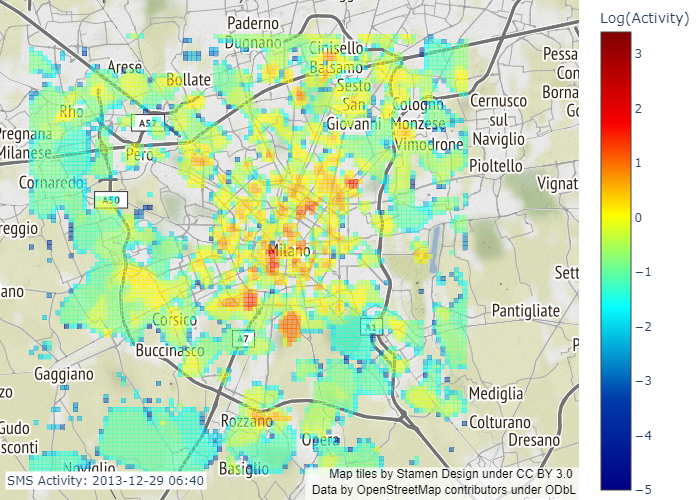 Log(Activity)
Paderno
Dugnano
Cinisello
Balsamo
Arese
Bollate
Sesto
San
Giovanni
Cologno
Monzese
Cernusco
sul
Naviglio
Pessa
Con
Borna
Go
Rho
A52
Pregnana
Milanese
Pero
Vimodrone
Pioltello
Cornaredo
A50
Vignat
reggio
Milano
Sett
ano
Corsico
A7
A1
Pantigliate
P
Buccinasco
Gaggiano
zo
Mediglia
Colturano
Dresano
Gudo
sconti
Rozzano
Opera
Noviglio
Basiglio
SMS Activity: 2013-12-29 06:40
Map tiles by Stamen Design under CC BY 3.0
Data by OpenStreetMap contributors under ODbL
3
2
1
0
−1
−2
−3
−4
−5